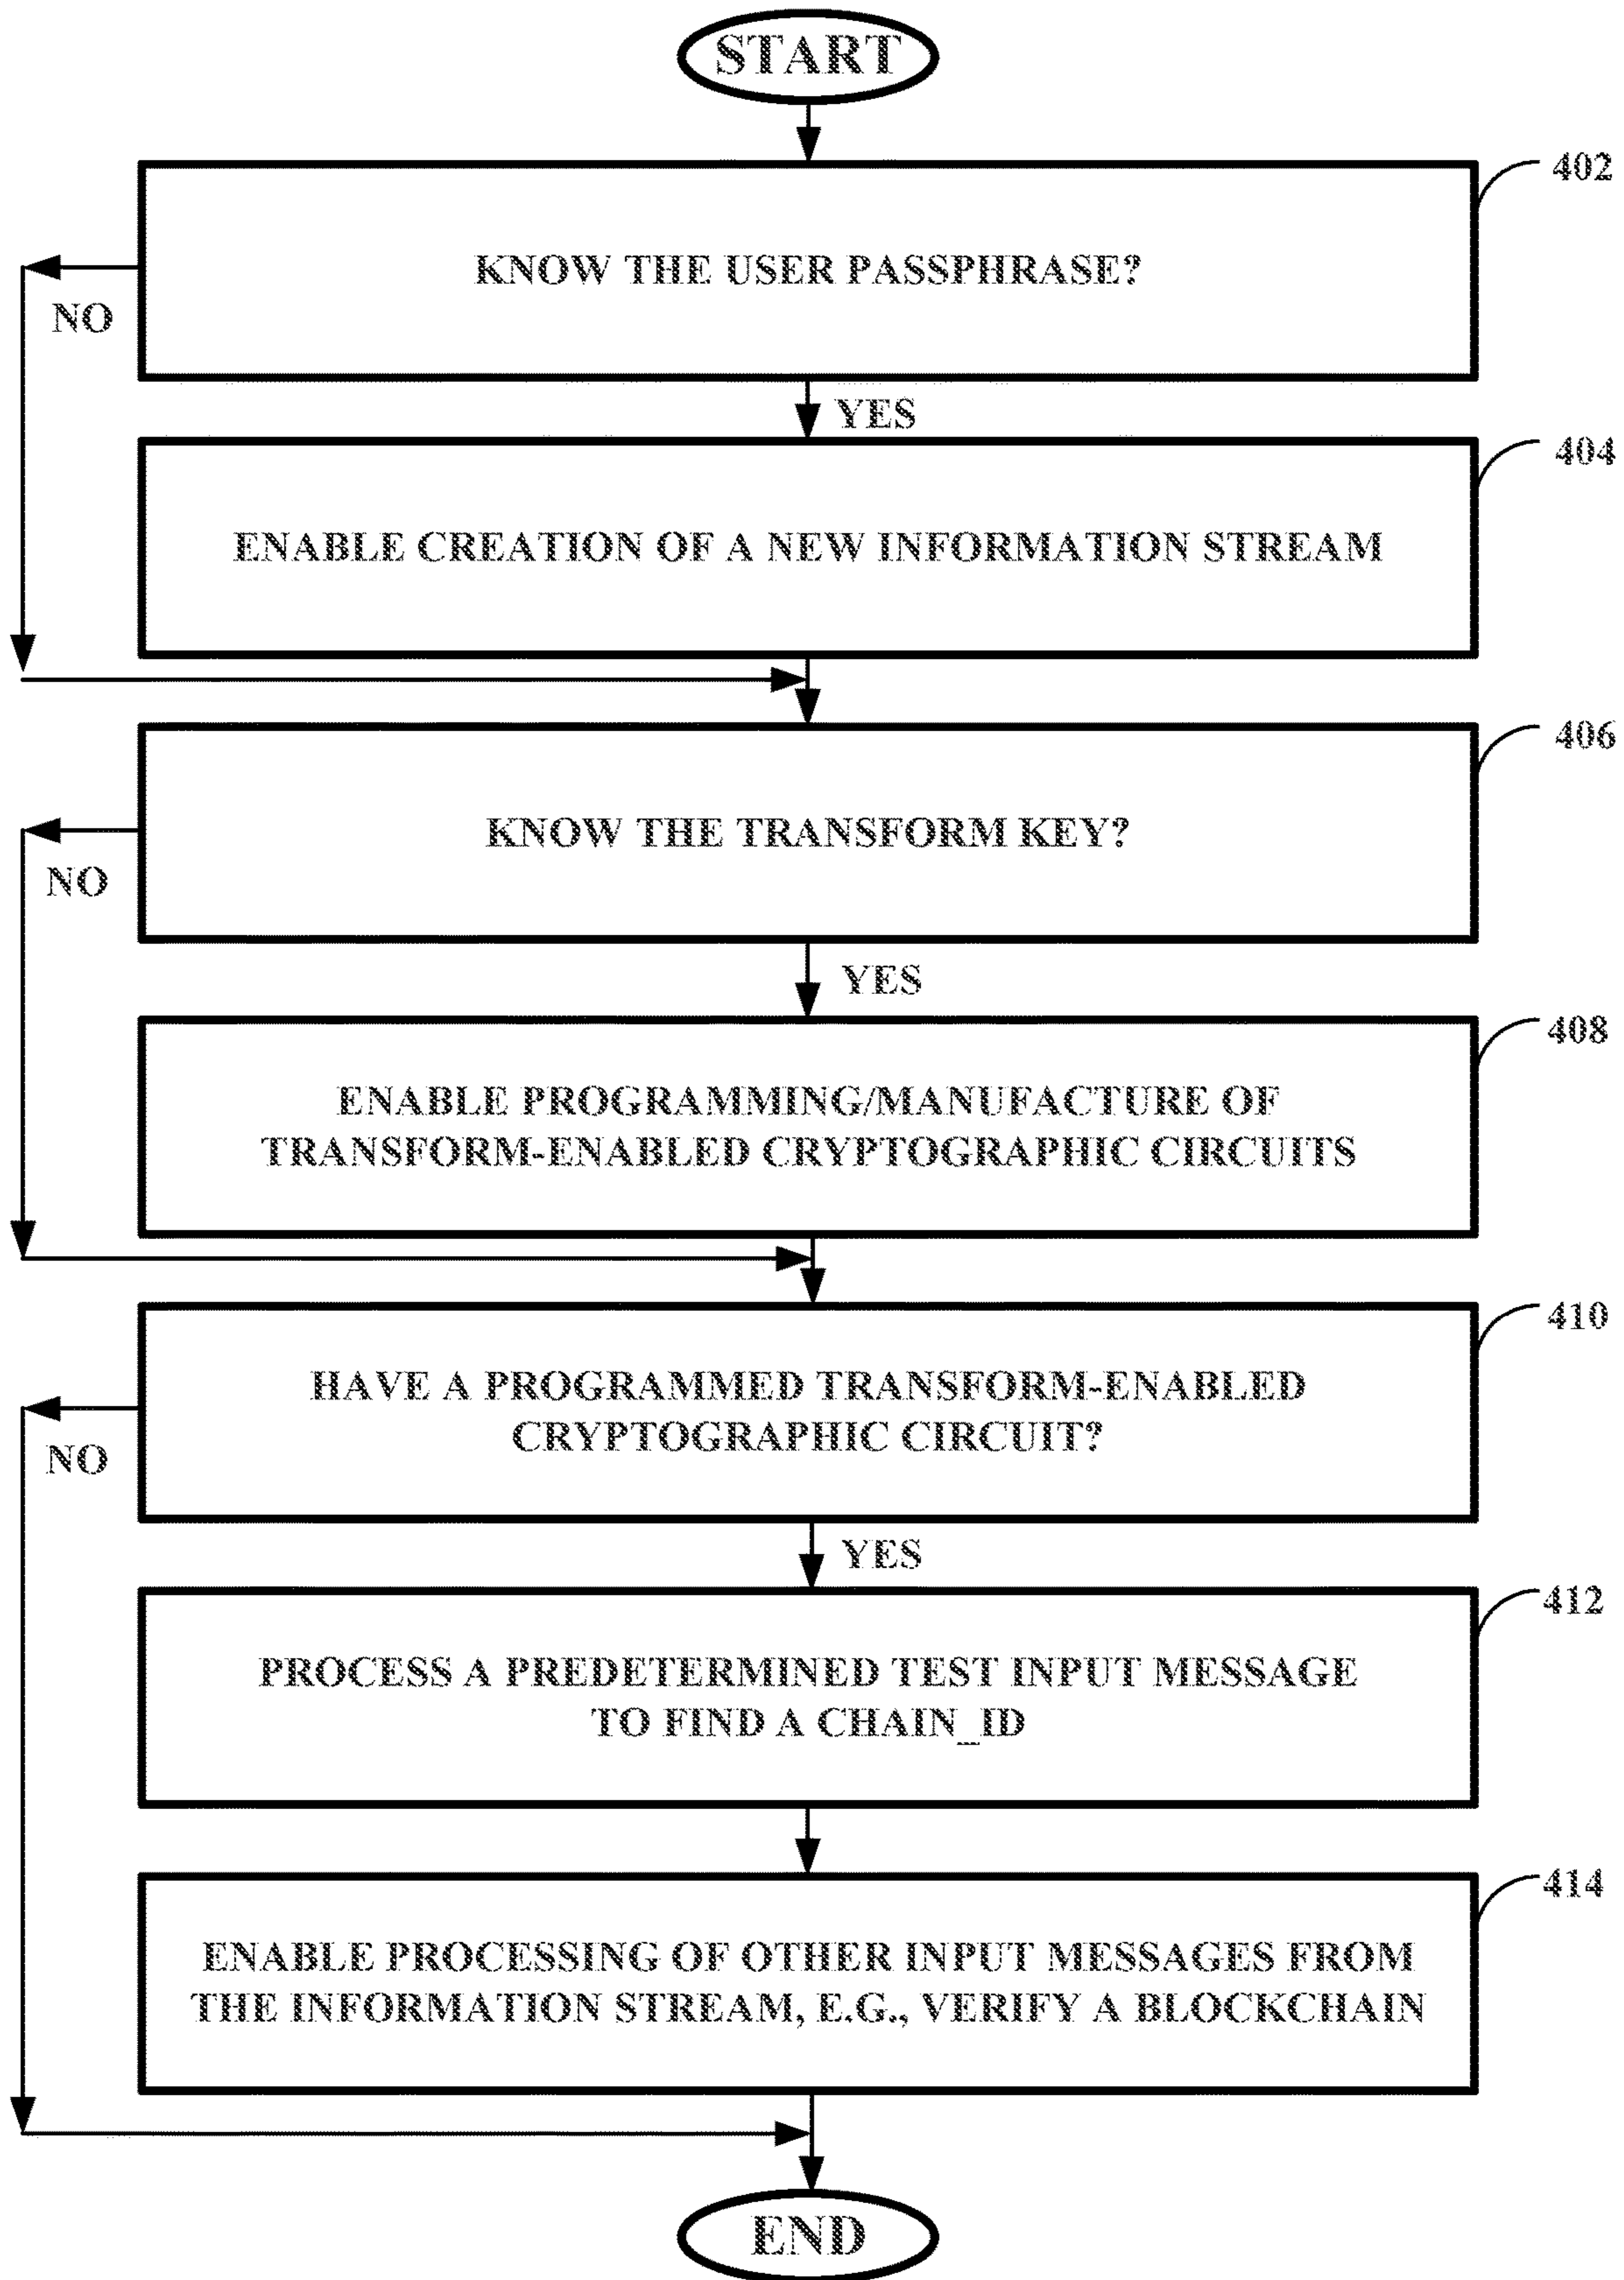 START
402
KNOW THE USER PASSPHRASE?
NO
YES
404
ENABLE CREATION OF A NEW INFORMATION STREAM
406
KNOW THE TRANSFORM KEY?
NO
YES
408
ENABLE PROGRAMMING/MANUFACTURE OF
TRANSFORM-ENABLED CRYPTOGRAPHIC CIRCUITS
410
HAVE A PROGRAMMED TRANSFORM-ENABLED
CRYPTOGRAPHIC CIRCUIT?
NO
YES
412
PROCESS A PREDETERMINED TEST INPUT MESSAGE
TO FIND A CHAIN_ID
414
ENABLE PROCESSING OF OTHER INPUT MESSAGES FROM
THE INFORMATION STREAM, E.G., VERIFY A BLOCKCHAIN
END